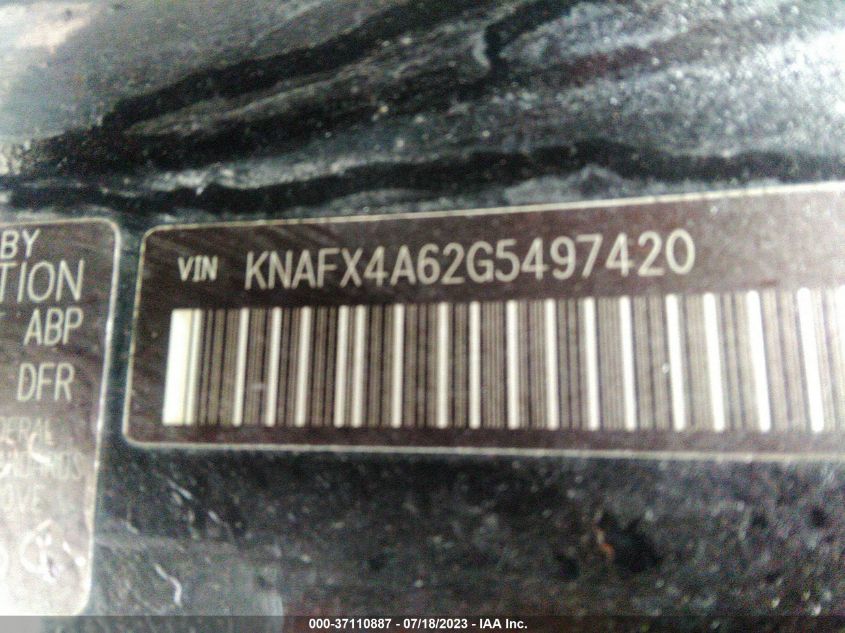 BY
TION
ABP
DFR
VIN KNAFX4A62G5497420
000-37110887 - 07/18/2023 - IAA Inc.